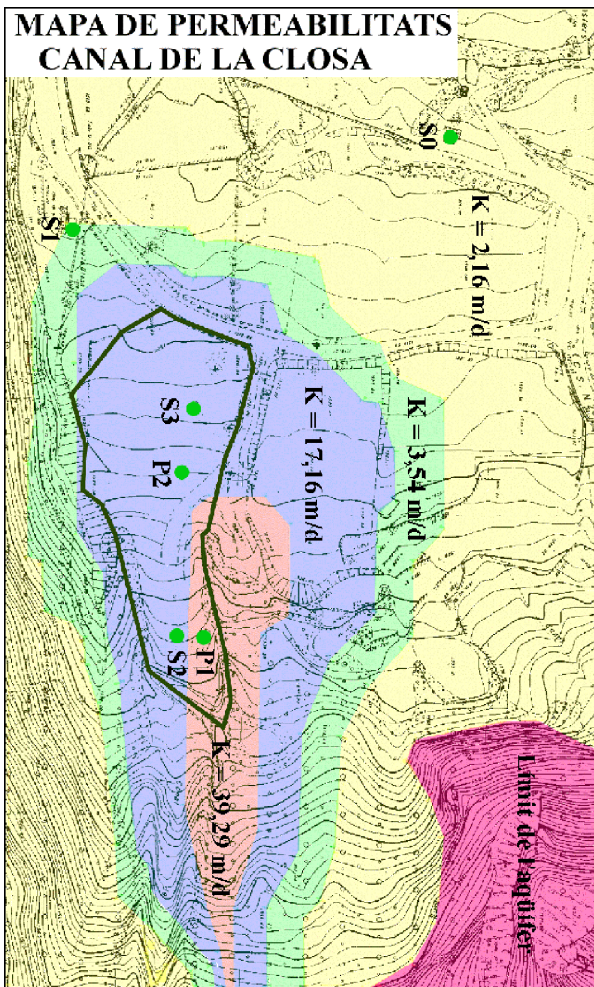 MAPA DE PERMEABILITATS
CANAL DE LA CLOSA
S0
K = 2,16 m/d
S1
S3
P2
K = 17,16 m/d
K = 3,54 m/d
S2
P1
K = 39,29 m/d
Límit de l'aqüífer